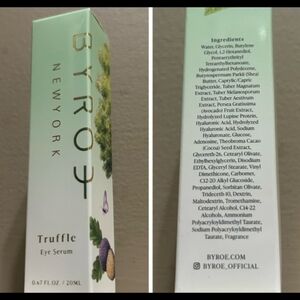 BYROE
NEWYORK
Truffle
Eye Serum
0.67 FL.OZ / 20ML
Ingredients
Water, Glycerin, Butylene
Glycol, 1,2-Hexanediol,
Pentaerythrityl
Tetraethylhexanoate,
Hydrogenated Polydecene,
Butyrospermum Parkii (Shea)
Butter, Caprylic/Capric
Triglyceride, Tuber Magnatum
Extract, Tuber Melanosporum
Extract, Tuber Aestivum
Extract, Persea Gratissima
(Avocado) Fruit Extract,
Hydrolyzed Lupine Protein,
Hyaluronic Acid, Hydrolyzed
Hyaluronic Acid, Sodium
Hyaluronate, Glucose,
Adenosine, Theobroma Cacao
(Cocoa) Seed Extract,
Glycereth-26, Cetearyl Olivate,
Ethylhexylglycerin, Disodium
EDTA, Glyceryl Stearate, Vinyl
Dimethicone, Carbomer,
C12-20 Alkyl Glucoside,
Propanediol, Sorbitan Olivate,
Trideceth-10, Dextrin,
Maltodextrin, Tromethamine,
Cetearyl Alcohol, C14-22
Alcohols, Ammonium
Polyacryloyldimethyl Taurate,
Sodium Polyacryloyldimethyl
Taurate, Fragrance
BYROE.COM
BYROE_OFFICIAL